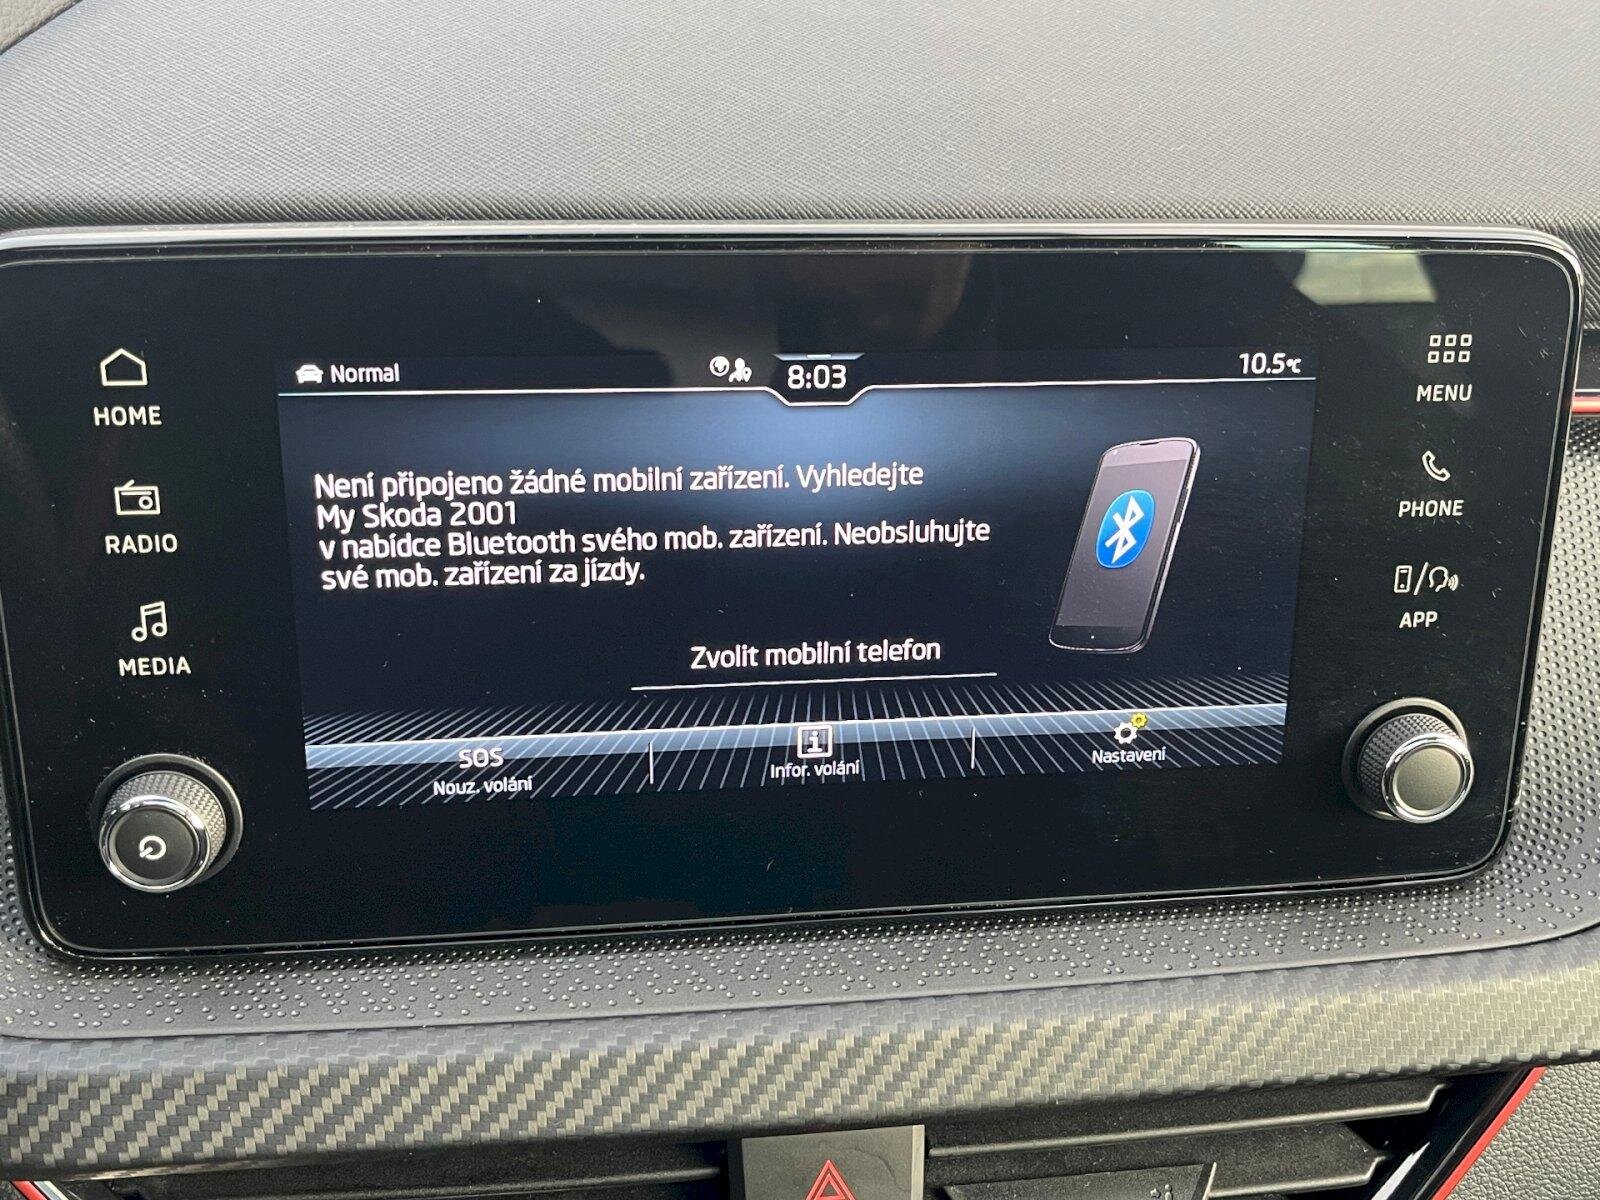 Normal
8:03
10.5°C
HOME
RADIO
MEDIA
MENU
PHONE
APP
Není připojeno žádné mobilní zařízení. Vyhledejte
My Skoda 2001
v nabídce Bluetooth svého mob. zařízení. Neobsluhujte
své mob. zařízení za jízdy.
Zvolit mobilní telefon
SOS
Nouz. volání
Infor. volání
Nastavení